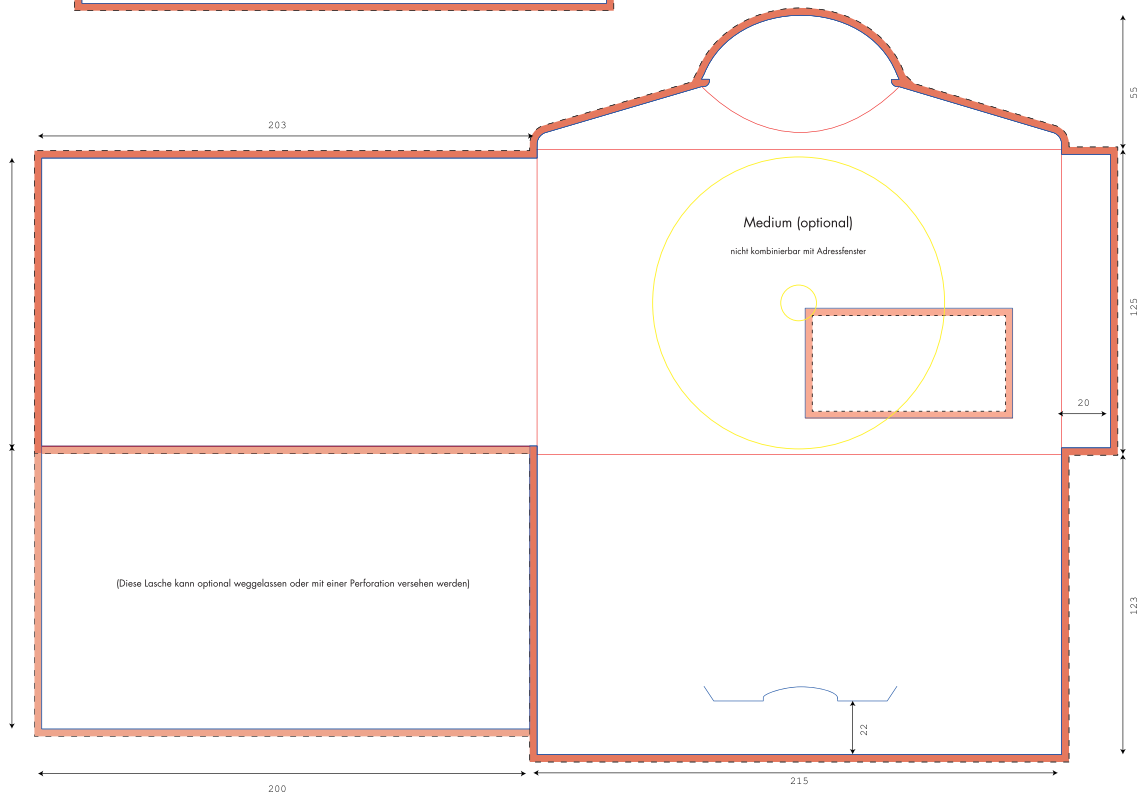 55
203
Medium (optional)
nicht kombinierbar mit Adressfenster
125
20
(Diese Lasche kann optional weggelassen oder mit einer Perforation versehen werden)
123
22
215
200